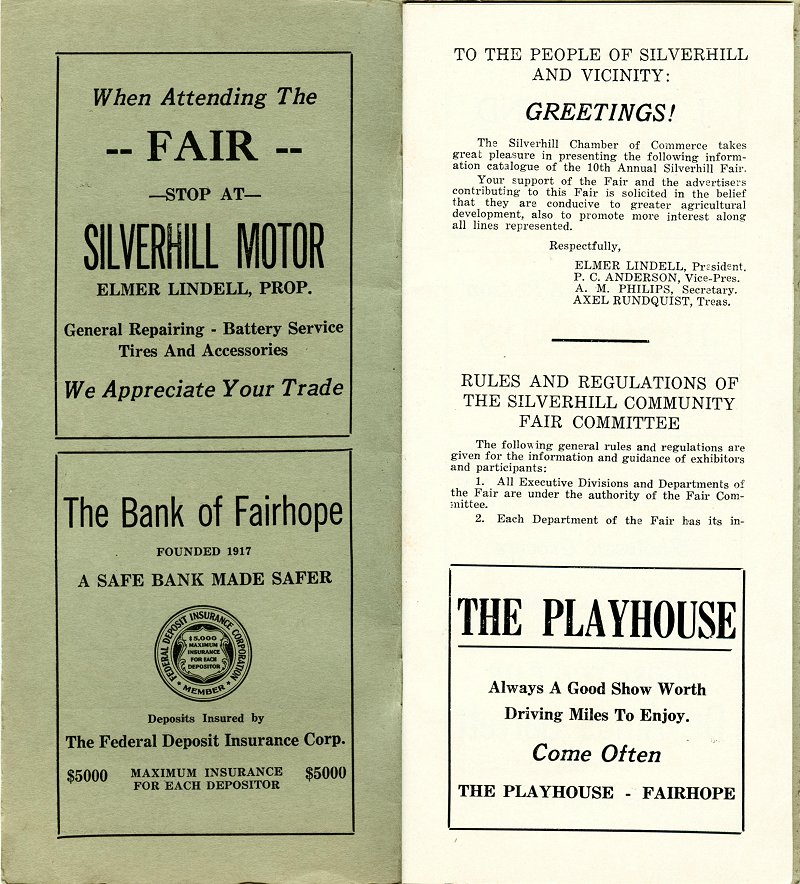 When Attending The
-- FAIR --
—STOP AT—
SILVERHILL MOTOR
ELMER LINDELL, PROP.
General Repairing - Battery Service
Tires And Accessories
We Appreciate Your Trade
The Bank of Fairhope
FOUNDED 1917
A SAFE BANK MADE SAFER
FEDERAL DEPOSIT INSURANCE CORPORATION
$5,000
MAXIMUM
INSURANCE
FOR EACH
DEPOSITOR
MEMBER
Deposits Insured by
The Federal Deposit Insurance Corp.
$5000 MAXIMUM INSURANCE $5000
FOR EACH DEPOSITOR
TO THE PEOPLE OF SILVERHILL
AND VICINITY:
GREETINGS!
The Silverhill Chamber of Commerce takes
great pleasure in presenting the following inform-
ation catalogue of the 10th Annual Silverhill Fair.
Your support of the Fair and the advertisers
contributing to this Fair is solicited in the belief
that they are conducive to greater agricultural
development, also to promote more interest along
all lines represented.
Respectfully,
ELMER LINDELL, President.
P. C. ANDERSON, Vice-Pres.
A. M. PHILIPS, Secretary.
AXEL RUNDQUIST, Treas.
RULES AND REGULATIONS OF
THE SILVERHILL COMMUNITY
FAIR COMMITTEE
The following general rules and regulations are
given for the information and guidance of exhibitors
and participants:
1. All Executive Divisions and Departments of
the Fair are under the authority of the Fair Com-
mittee.
2. Each Department of the Fair has its in-
THE PLAYHOUSE
Always A Good Show Worth
Driving Miles To Enjoy.
Come Often
THE PLAYHOUSE - FAIRHOPE